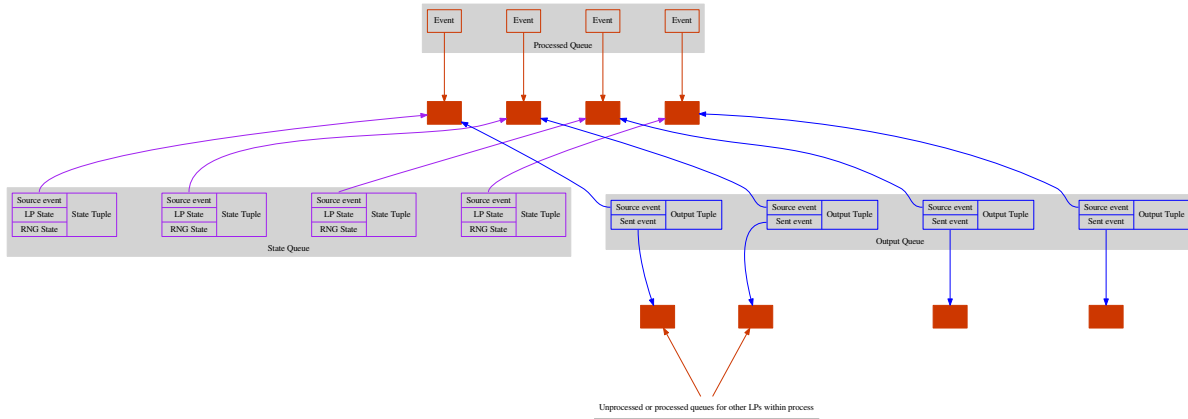 Event
Event
Event
Event
Processed Queue
Source event
LP State
RNG State
State Tuple
Source event
LP State
RNG State
State Tuple
Source event
LP State
RNG State
State Tuple
Source event
LP State
RNG State
State Tuple
State Queue
Source event
Sent event
Output Tuple
Source event
Sent event
Output Tuple
Source event
Sent event
Output Tuple
Source event
Sent event
Output Tuple
Output Queue
Unprocessed or processed queues for other LPs within process